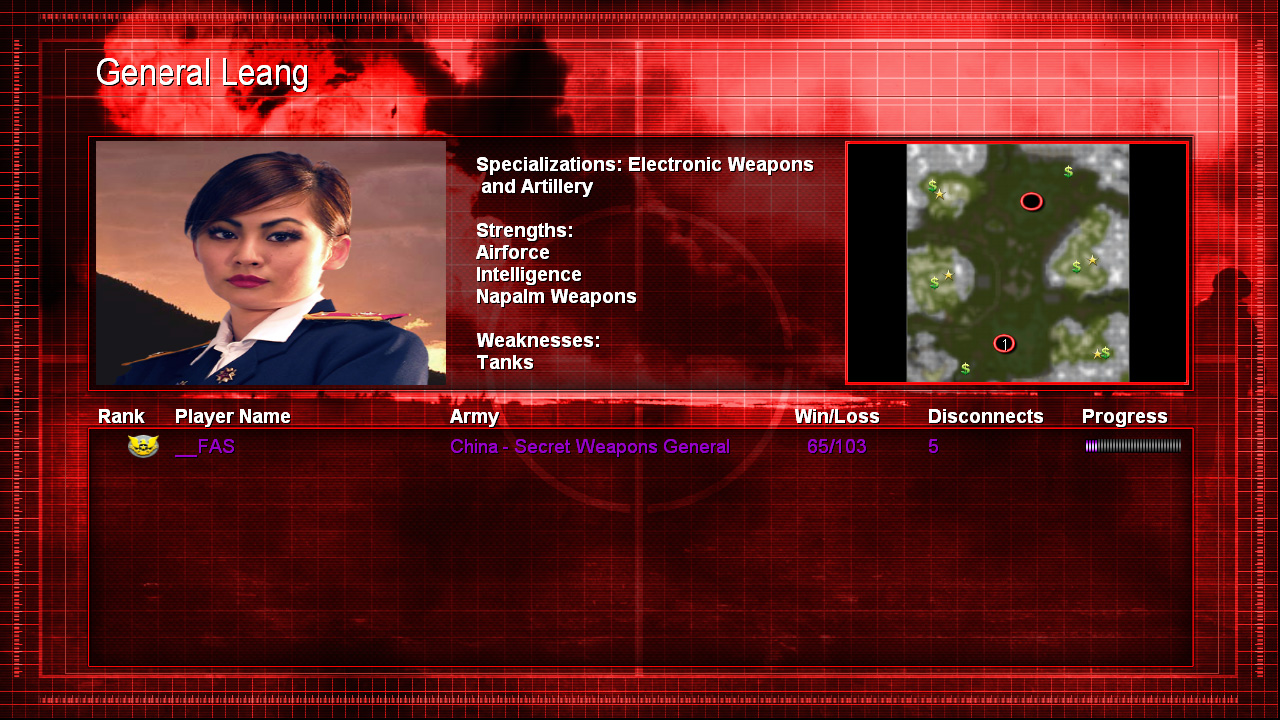 General Leang
Specializations: Electronic Weapons
and Artillery
Strengths:
Airforce
Intelligence
Napalm Weapons
Weaknesses:
Tanks
$
$
$
$
1
$
$
Rank Player Name Army Win/Loss Disconnects Progress
__FAS China - Secret Weapons General 65/103 5